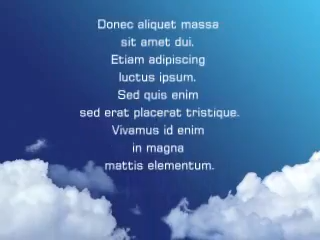 Donec aliquet massa
sit amet dui.
Etiam adipiscing
luctus ipsum.
Sed quis enim
sed erat placerat tristique.
Vivamus id enim
in magna
mattis elementum.